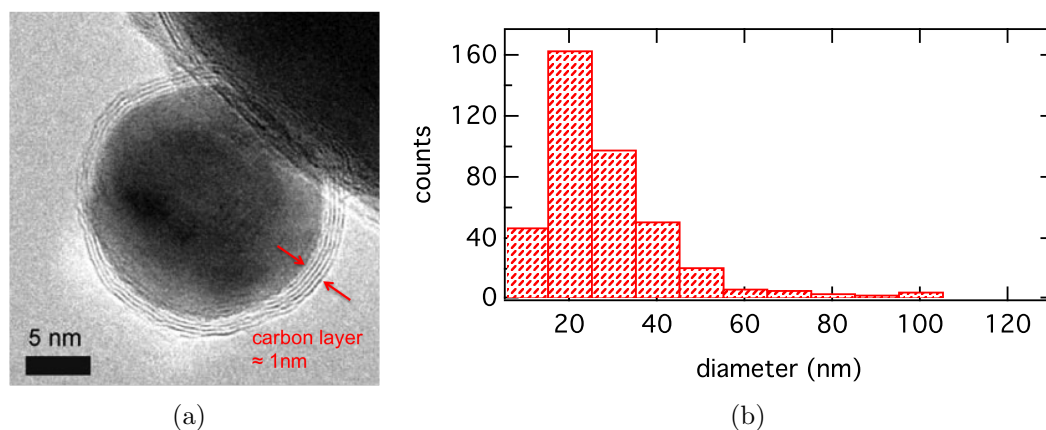 5 nm
carbon layer
≈ 1nm
(a)
counts
160
120
80
40
0
20
40
60
80
100
120
diameter (nm)
(b)